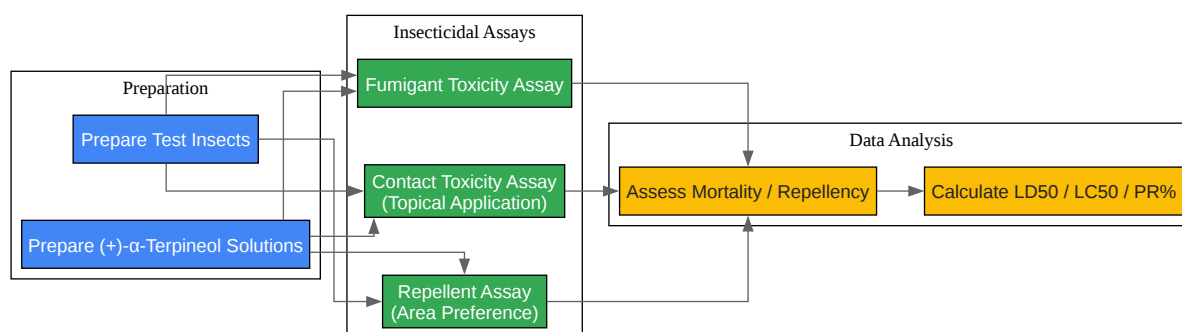 Preparation
Prepare Test Insects
Prepare (+)-α-Terpineol Solutions
Insecticidal Assays
Fumigant Toxicity Assay
Contact Toxicity Assay
(Topical Application)
Repellent Assay
(Area Preference)
Data Analysis
Assess Mortality / Repellency
Calculate LD50 / LC50 / PR%